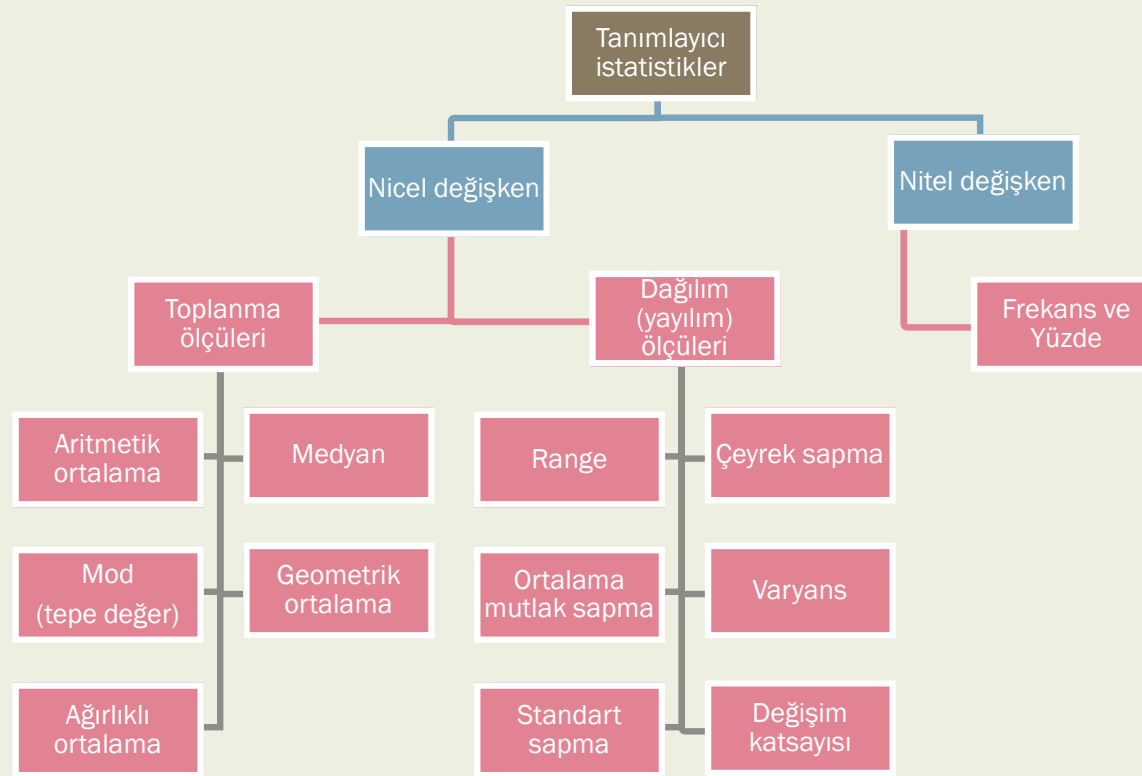 Tanımlayıcı
istatistikler
Nicel değişken
Nitel değişken
Toplanma
ölçüleri
Dağılım
(yayılım)
ölçüleri
Frekans ve
Yüzde
Aritmetik
ortalama
Medyan
Range
Çeyrek sapma
Mod
(tepe değer)
Geometrik
ortalama
Ortalama
mutlak sapma
Varyans
Ağırlıklı
ortalama
Standart
sapma
Değişim
katsayısı